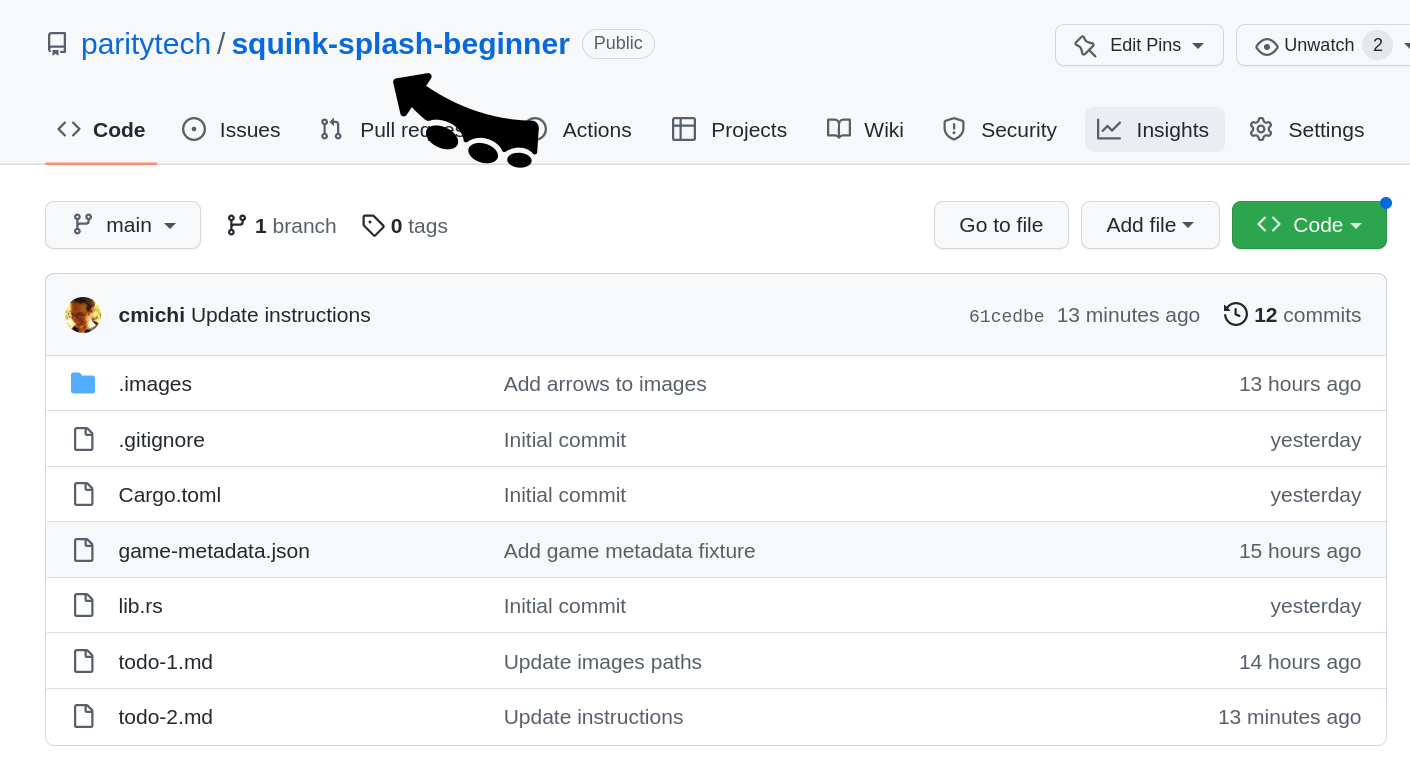 paritytech / squink-splash-beginner Public Edit Pins Unwatch 2
Code Issues Pull Actions Projects Wiki Security Insights Settings
main 1 branch 0 tags Go to file Add file Code
cmichi Update instructions 61cedbe 13 minutes ago 12 commits
.images Add arrows to images 13 hours ago
.gitignore Initial commit yesterday
Cargo.toml Initial commit yesterday
game-metadata.json Add game metadata fixture 15 hours ago
lib.rs Initial commit yesterday
todo-1.md Update images paths 14 hours ago
todo-2.md Update instructions 13 minutes ago